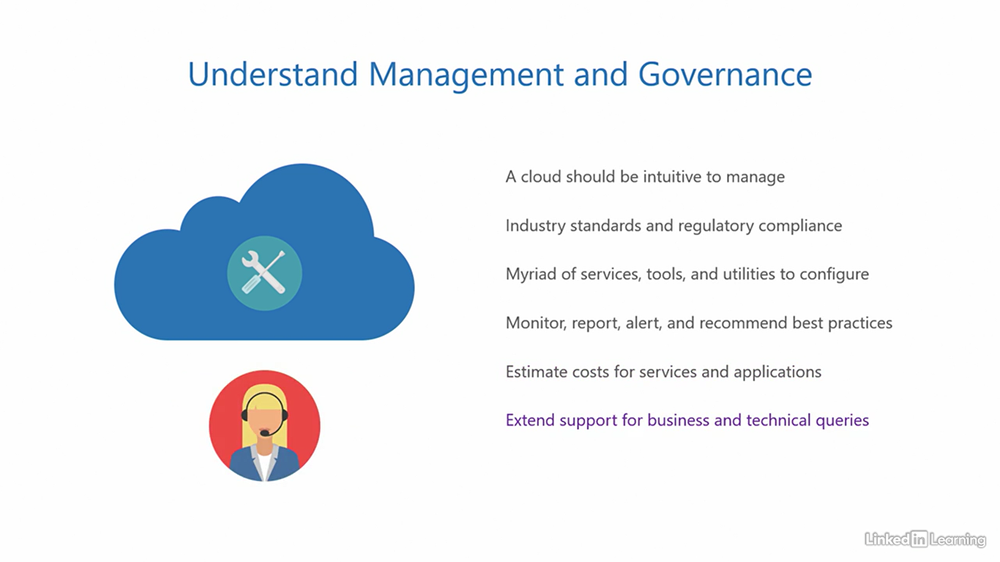 Understand Management and Governance
A cloud should be intuitive to manage
Industry standards and regulatory compliance
Myriad of services, tools, and utilities to configure
Monitor, report, alert, and recommend best practices
Estimate costs for services and applications
Extend support for business and technical queries
Linked in Learning